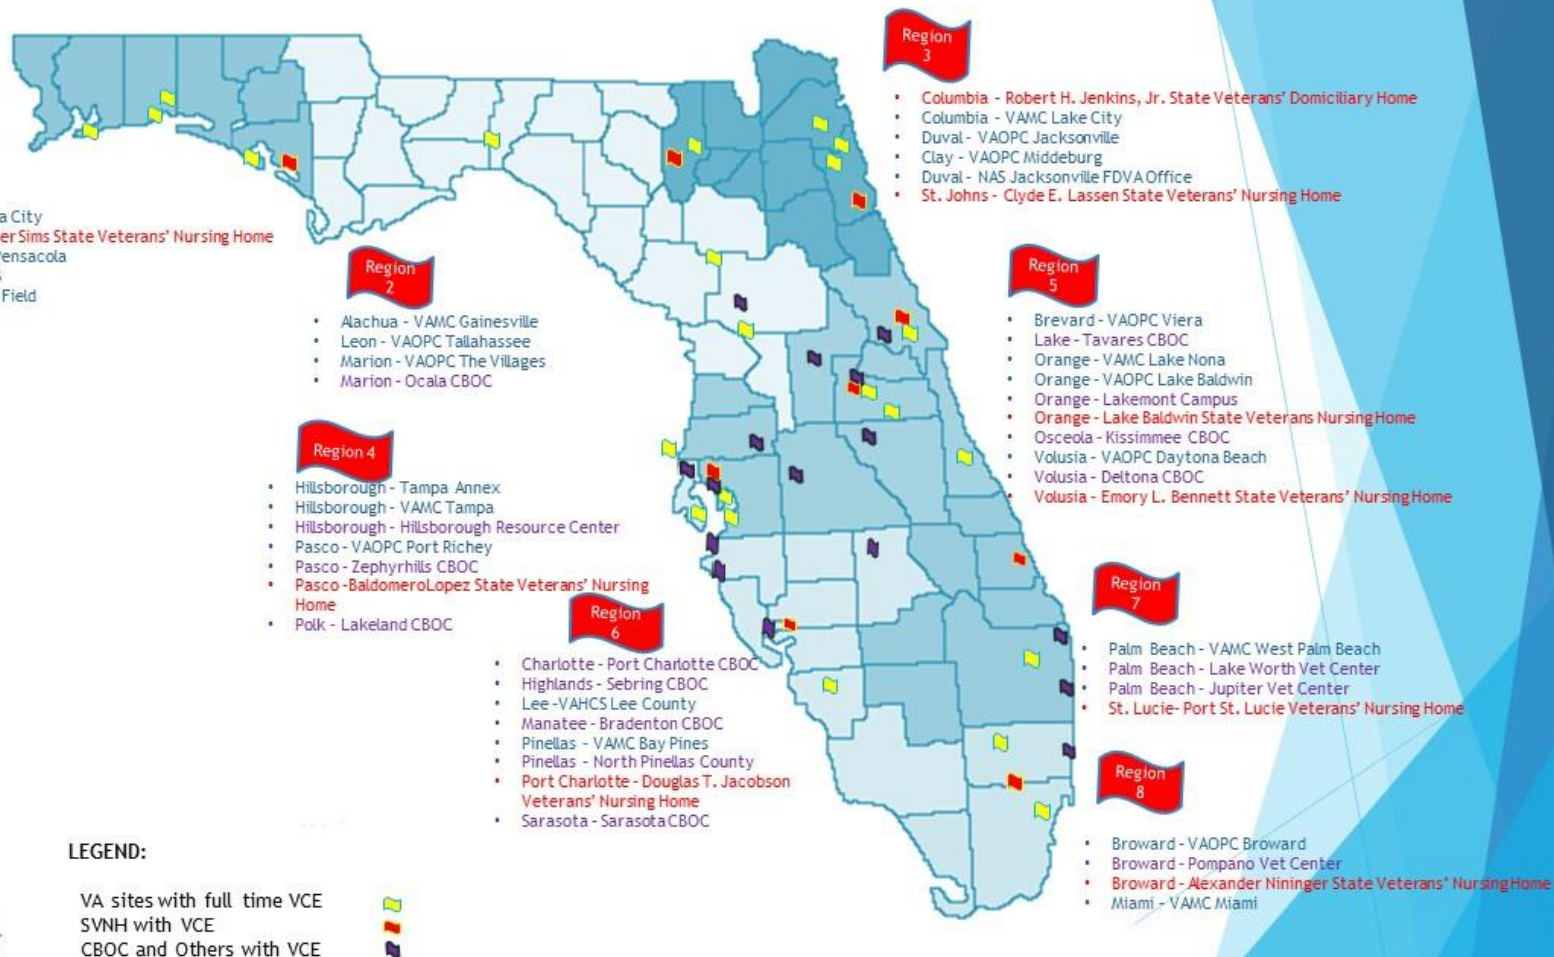 Region
3
Columbia - Robert H. Jenkins, Jr. State Veterans' Domiciliary Home
Columbia - VAMC Lake City
Duval - VAOPC Jacksonville
Clay - VAOPC Middeburg
Duval - NAS Jacksonville FDVA Office
St. Johns - Clyde E. Lassen State Veterans' Nursing Home
a City
er Sims State Veterans' Nursing Home
Pensacola
Field
Region
2
Alachua - VAMC Gainesville
Leon - VAOPC Tallahassee
Marion - VAOPC The Villages
Marion - Ocala CBOC
Region
5
Brevard - VAOPC Viera
Lake - Tavares CBOC
Orange - VAMC Lake Nona
Orange - VAOPC Lake Baldwin
Orange - Lakemont Campus
Orange - Lake Baldwin State Veterans Nursing Home
Osceola - Kissimmee CBOC
Volusia - VAOPC Daytona Beach
Volusia - Deltona CBOC
Volusia - Emory L. Bennett State Veterans' Nursing Home
Region 4
Hillsborough - Tampa Annex
Hillsborough - VAMC Tampa
Hillsborough - Hillsborough Resource Center
Pasco - VAOPC Port Richey
Pasco - Zephyrhills CBOC
Pasco -BaldomeroLopez State Veterans' Nursing
Home
Polk - Lakeland CBOC
Region
6
Charlotte - Port Charlotte CBOC
Highlands - Sebring CBOC
Lee -VAHCS Lee County
Manatee - Bradenton CBOC
Pinellas - VAMC Bay Pines
Pinellas - North Pinellas County
Port Charlotte - Douglas T. Jacobson
Veterans' Nursing Home
Sarasota - Sarasota CBOC
Region
7
Palm Beach - VAMC West Palm Beach
Palm Beach - Lake Worth Vet Center
Palm Beach - Jupiter Vet Center
St. Lucie- Port St. Lucie Veterans' Nursing Home
Region
8
Broward - VAOPC Broward
Broward - Pompano Vet Center
Broward - Alexander Nininger State Veterans' Nursing Home
Miami - VAMC Miami
LEGEND:
VA sites with full time VCE
SVNH with VCE
CBOC and Others with VCE